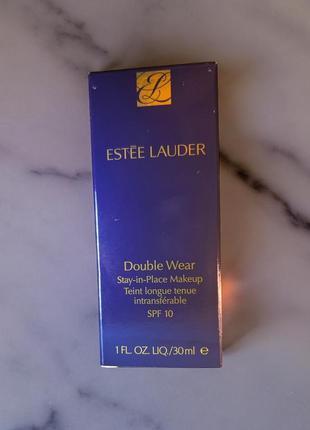 EL
ESTĒE LAUDER
Double Wear
Stay-in-Place Makeup
Teint longue tenue
intransférable
SPF 10
1 FL. OZ. LIQ./30 ml ℮